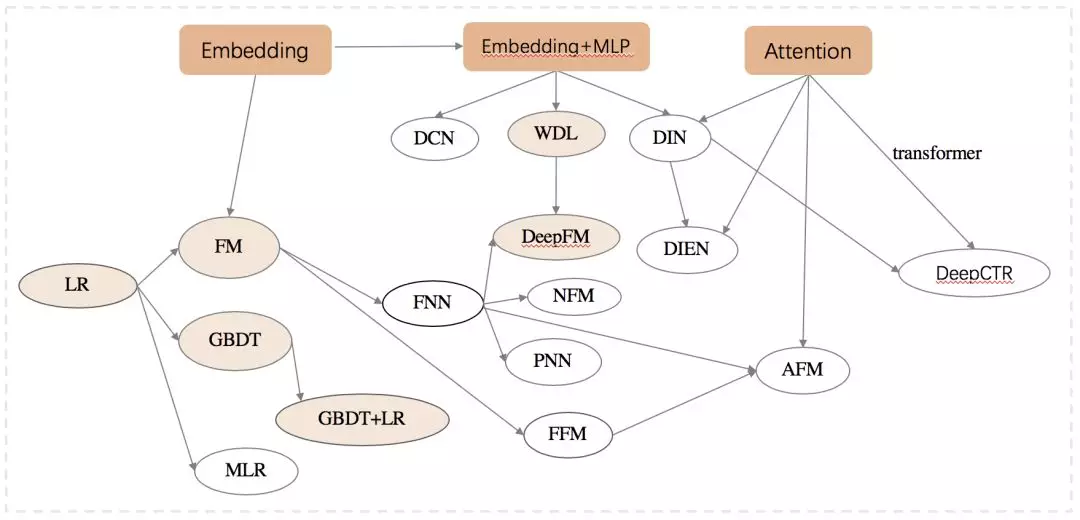 Embedding
Embedding+MLP
Attention
DCN
WDL
DIN
transformer
FM
DeepFM
DIEN
DeepCTR
LR
FNN
NFM
GBDT
PNN
AFM
GBDT+LR
FFM
MLR